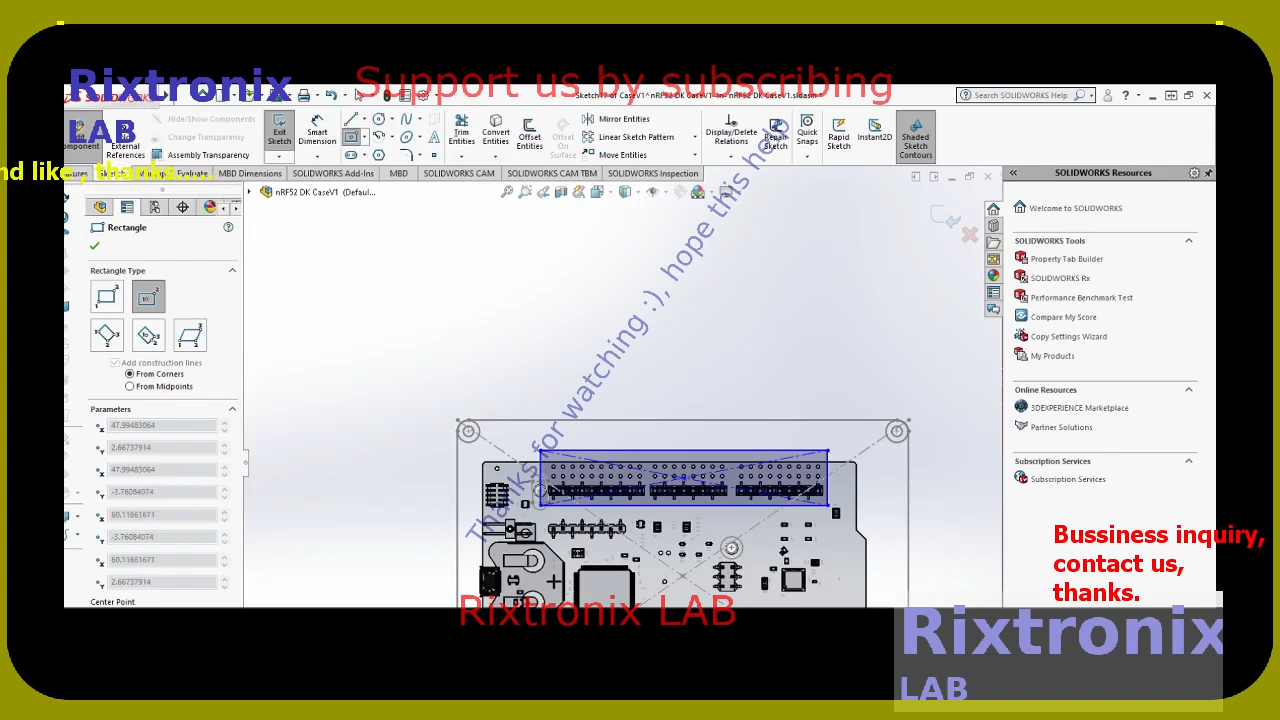 Support us by subscribing
Rixtronix
LAB
nd like, thanks.....
Sketch17 of CaseV1^nRF52 DK CaseV1 -in- nRF52 DK CaseV1.sldasm *
Search SOLIDWORKS Help
Exit
Sketch
Smart
Dimension
Trim
Entities
Convert
Entities
Offset
Entities
Offset
On
Surface
Mirror Entities
Linear Sketch Pattern
Move Entities
Display/Delete
Relations
Repair
Sketch
Quick
Snaps
Rapid
Sketch
Instant2D
Shaded
Sketch
Contours
Component
External
References
Hide/Show Components
Change Transparency
Assembly Transparency
Evaluate
MBD Dimensions
SOLIDWORKS Add-Ins
MBD
SOLIDWORKS CAM
SOLIDWORKS CAM TBM
SOLIDWORKS Inspection
nRF52 DK CaseV1 (Defaul...
Rectangle
Rectangle Type
Add construction lines
From Corners
From Midpoints
Parameters
47.99483064
2.66737914
47.99483064
-3.76084074
60.11661671
-3.76084074
60.11661671
2.66737914
Center Point
Thanks for watching :), hope this help
SOLIDWORKS Resources
Welcome to SOLIDWORKS
SOLIDWORKS Tools
Property Tab Builder
SOLIDWORKS Rx
Performance Benchmark Test
Compare My Score
Copy Settings Wizard
My Products
Online Resources
3DEXPERIENCE Marketplace
Partner Solutions
Subscription Services
Subscription Services
Bussiness inquiry,
contact us,
thanks.
Rixtronix LAB
Rixtronix
LAB